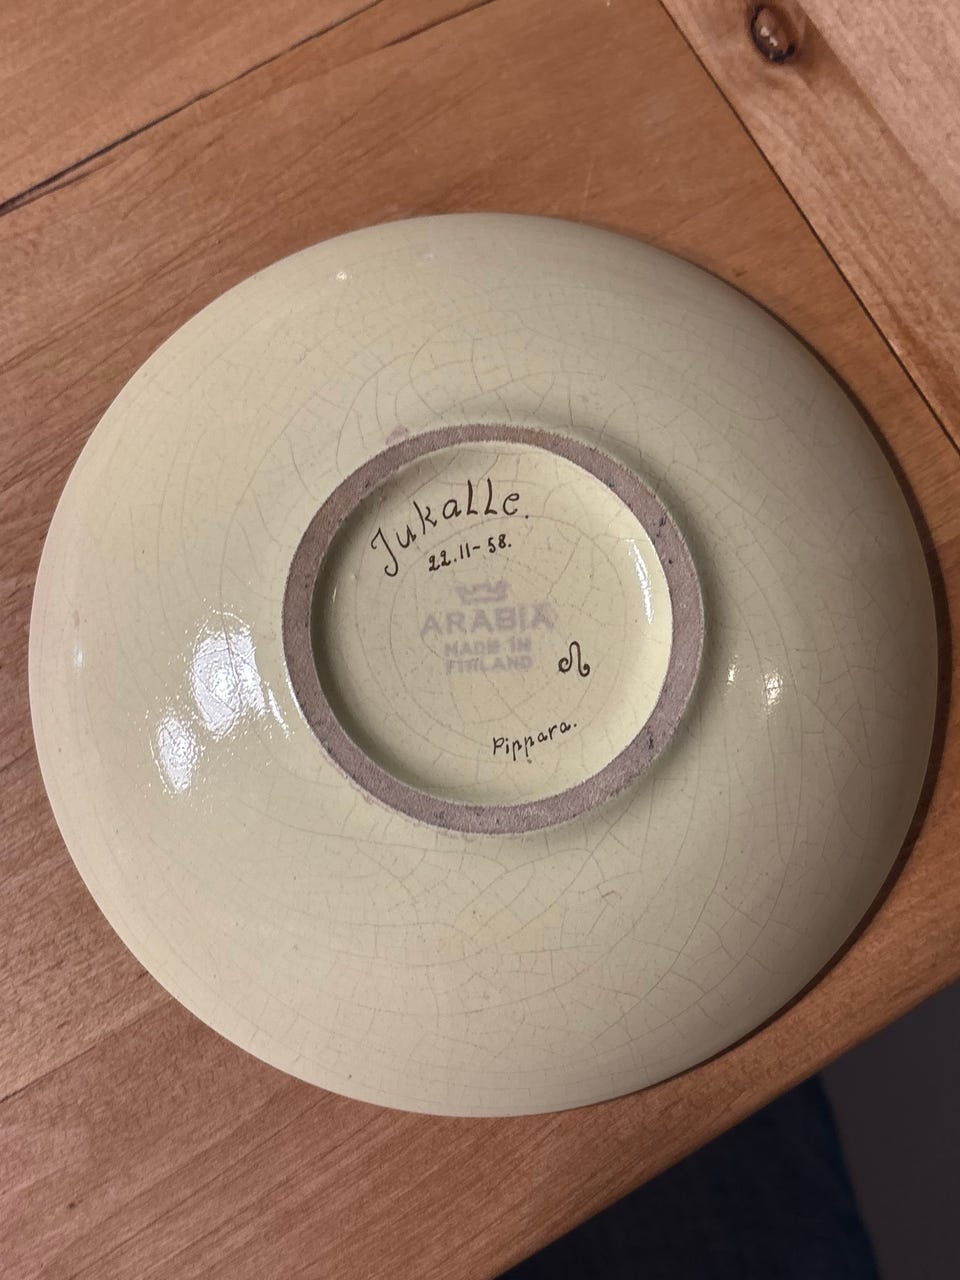 Jukalle.
22.11-58.
ARABIA
MADE IN
FINLAND
Pippara.